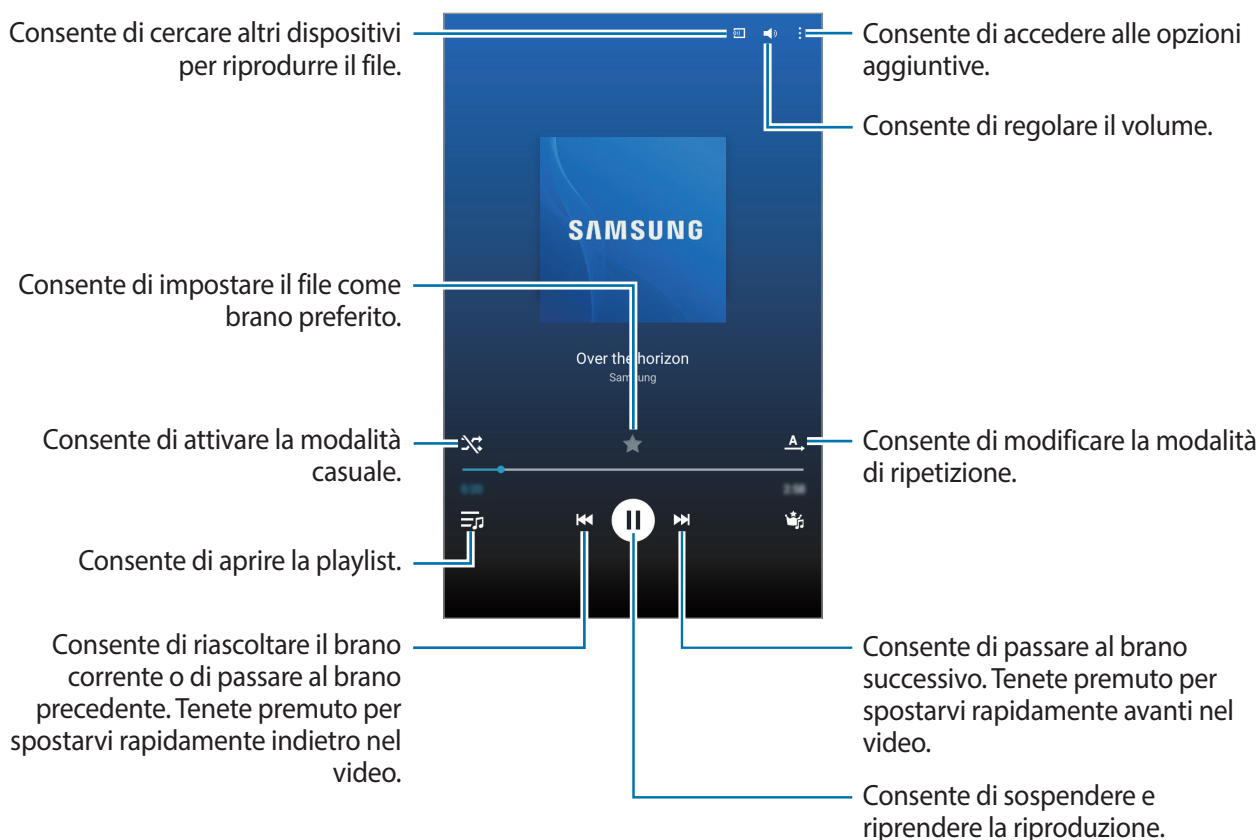 Consente di cercare altri dispositivi
per riprodurre il file.
Consente di accedere alle opzioni
aggiuntive.
Consente di regolare il volume.
SAMSUNG
Consente di impostare il file come
brano preferito.
Over the horizon
Samsung
Consente di attivare la modalità
casuale.
A
Consente di modificare la modalità
di ripetizione.
0:20
2:58
Consente di aprire la playlist.
Consente di riascoltare il brano
corrente o di passare al brano
precedente. Tenete premuto per
spostarvi rapidamente indietro nel
video.
Consente di passare al brano
successivo. Tenete premuto per
spostarvi rapidamente avanti nel
video.
Consente di sospendere e
riprendere la riproduzione.